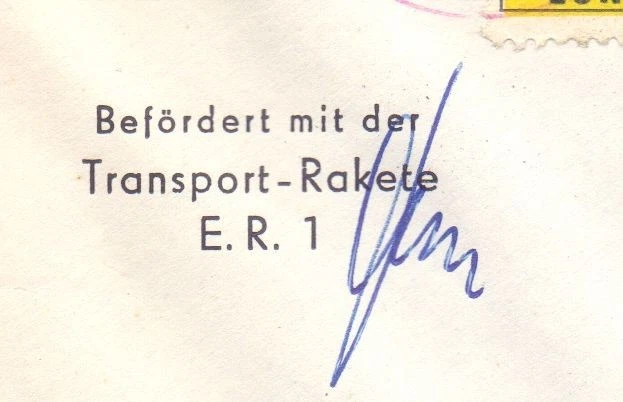 Befördert mit der
Transport-Rakete
E. R. 1